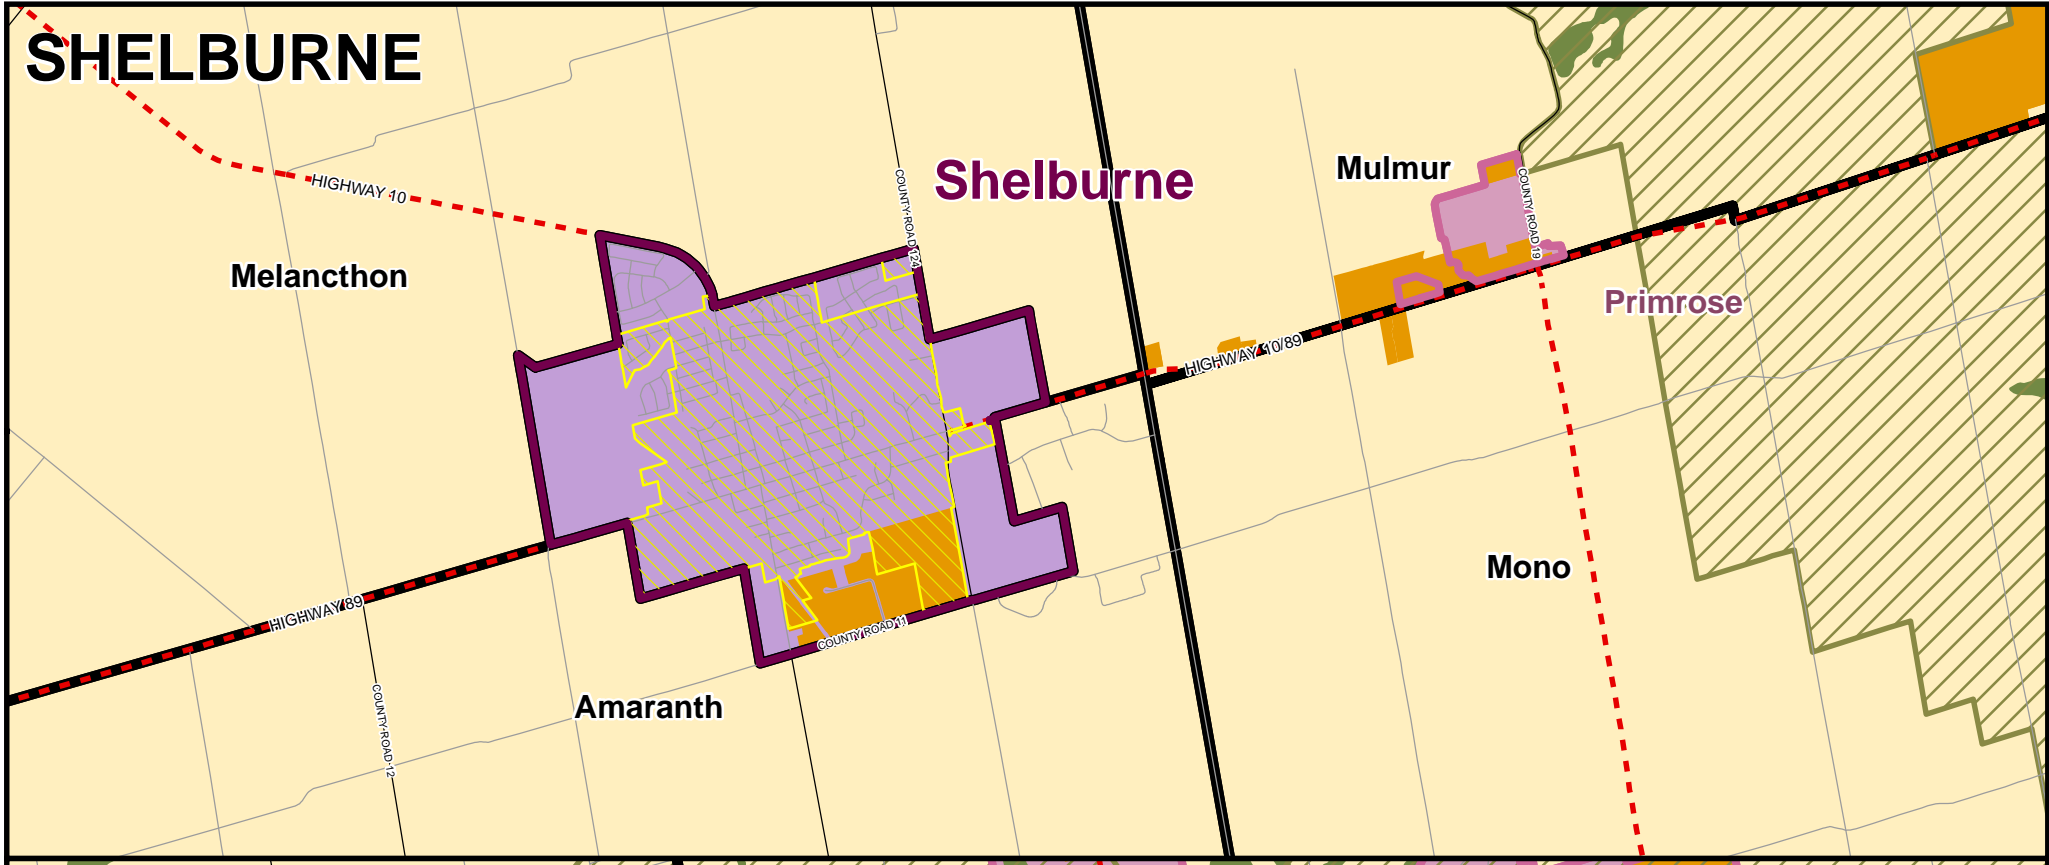 SHELBURNE
Shelburne
Mulmur
COUNTY ROAD 124
COUNTY ROAD 19
HIGHWAY 10
Melancthon
Primrose
HIGHWAY 10/89
Mono
HIGHWAY 89
COUNTY ROAD 11
Amaranth
COUNTY ROAD 12